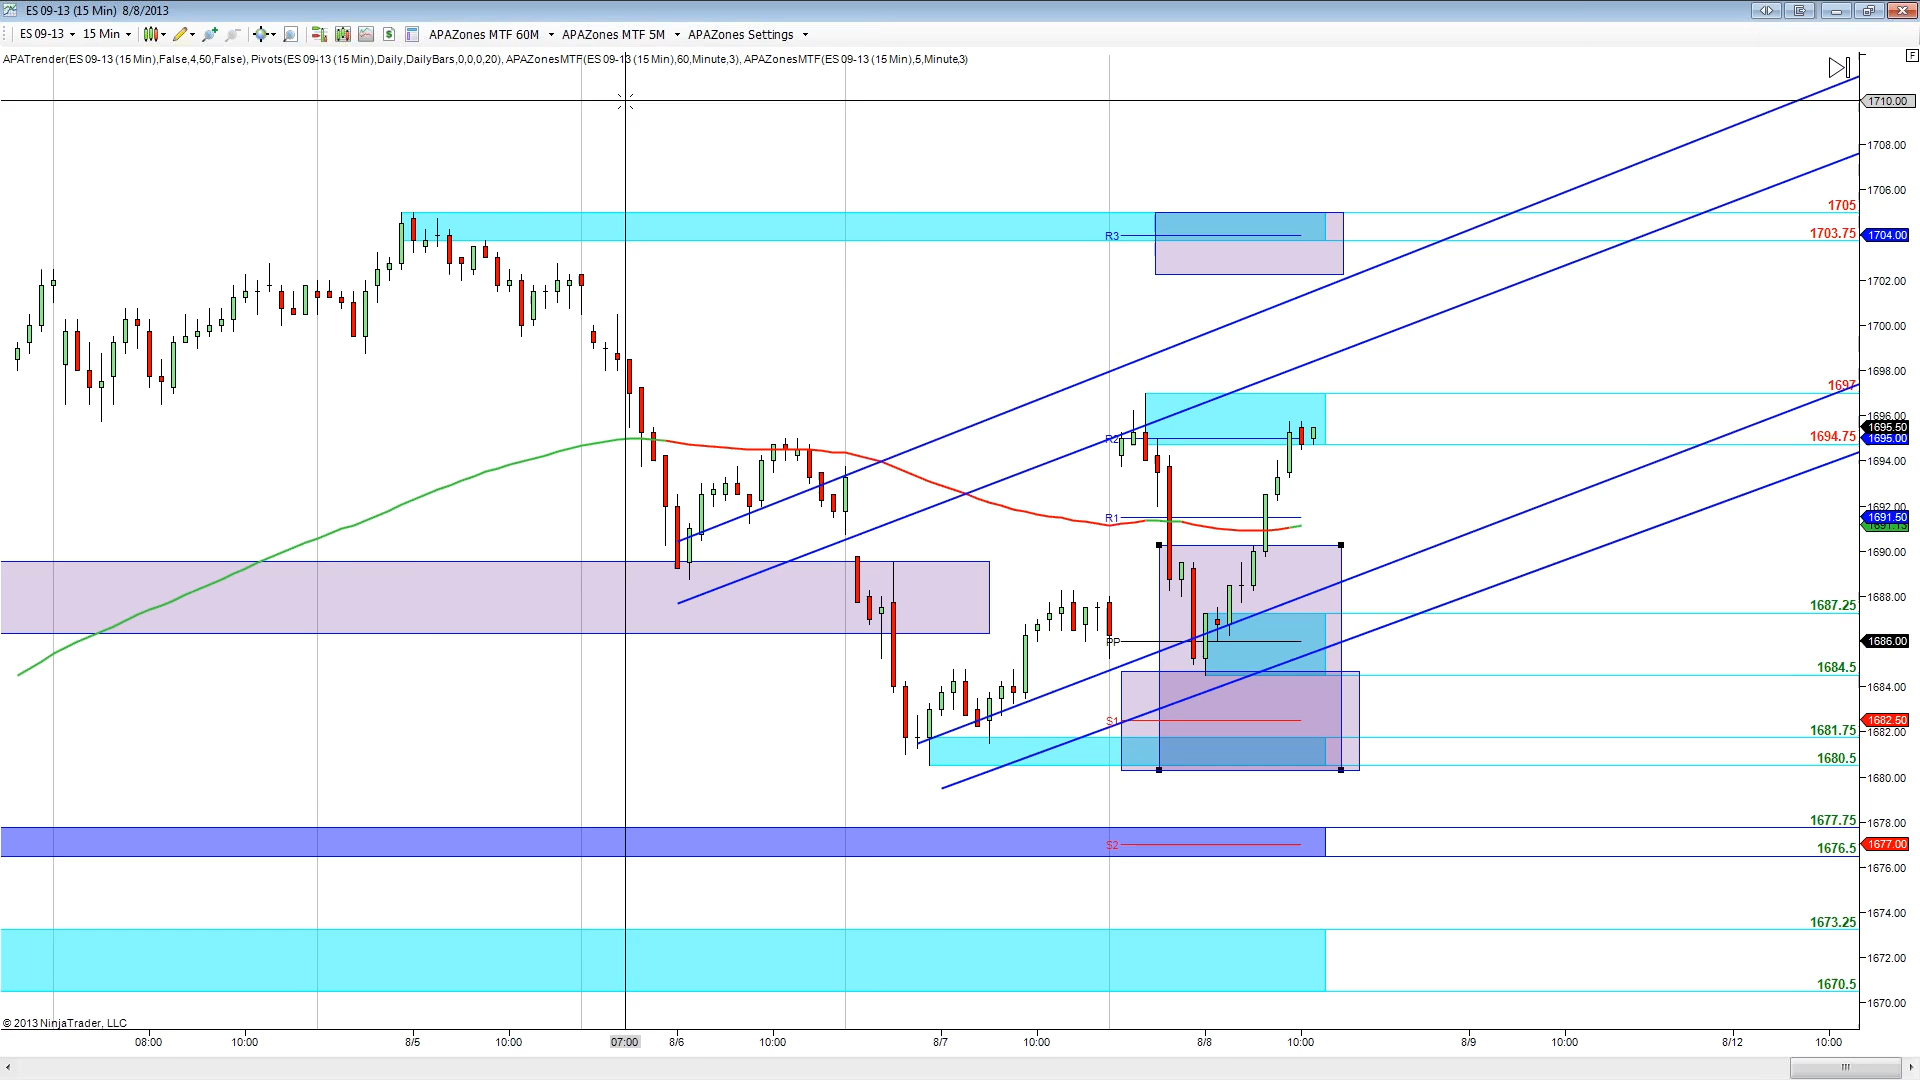 ES 09-13 (15 Min) 8/8/2013
ES 09-13 15 Min APAZones MTF 60M APAZones MTF 5M APAZones Settings
APATrender(ES 09-13 (15 Min),False,4,50,False), Pivots(ES 09-13 (15 Min),Daily,DailyBars,0,0,0,20), APAZonesMTF(ES 09-13 (15 Min),60,Minute,3), APAZonesMTF(ES 09-13 (15 Min),5,Minute,3)
F
1710.00
1708.00
1706.00
1705
R3 1703.75 1704.00
1702.00
1700.00
1698.00
1697
1696.00
1695.50
R2 1694.75 1695.00
1694.00
1692.00
R1 1691.50
1690.00
1688.00
1687.25
PP 1686.00
1684.5
1684.00
S1 1682.50
1681.75 1682.00
1680.5
1680.00
1678.00
1677.75
S2 1676.5 1677.00
1676.00
1674.00
1673.25
1672.00
1670.5
1670.00
© 2013 NinjaTrader, LLC
08:00 10:00 8/5 10:00 07:00 8/6 10:00 8/7 10:00 8/8 10:00 8/9 10:00 8/12 10:00